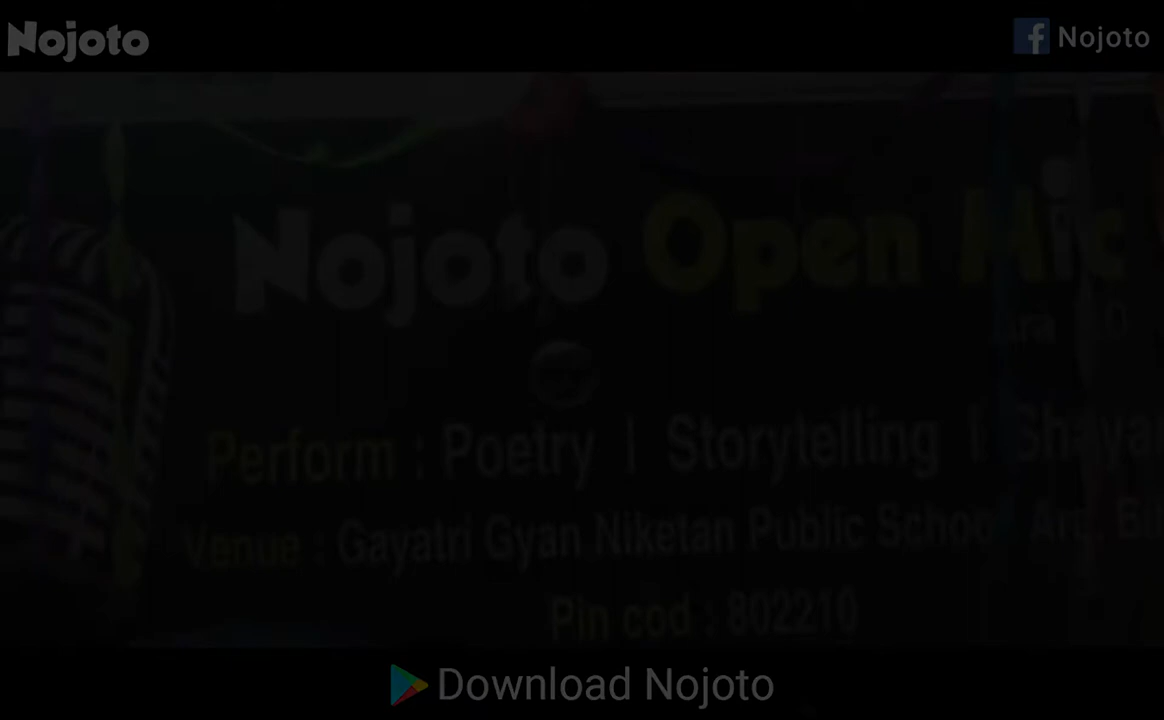 Nojoto
Nojoto
Nojoto Open Mic
Perform : Poetry | Storytelling |
Venue : Gayatri Gyan Niketan Public School
Pin cod : 802210
Download Nojoto